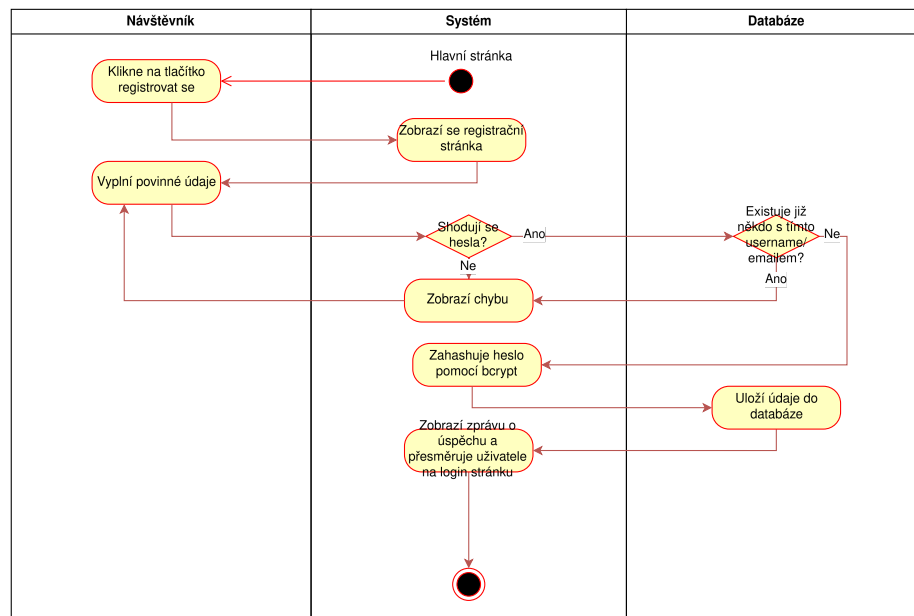 Návštěvník
Systém
Databáze
Hlavní stránka
Klikne na tlačítko
registrovat se
Zobrazí se registrační
stránka
Vyplní povinné údaje
Shodují se
hesla?
Ano
Existuje již
někdo s tímto
username/
emailem?
Ne
Ne
Ano
Zobrazí chybu
Zahashuje heslo
pomocí bcrypt
Uloží údaje do
databáze
Zobrazí zprávu o
úspěchu a
přesměruje uživatele
na login stránku